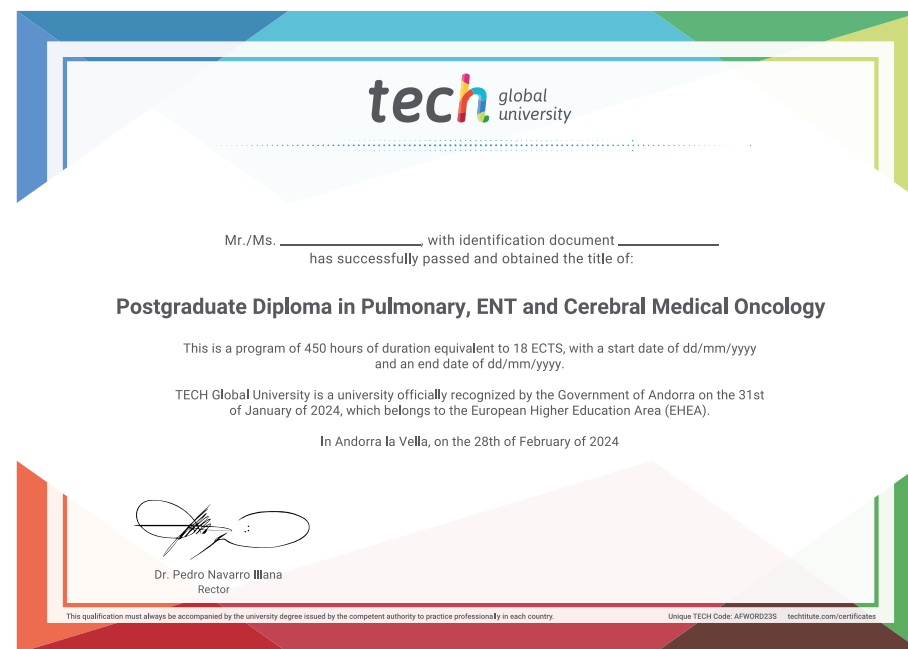 tech global university
Mr./Ms. ____________________, with identification document ______________
has successfully passed and obtained the title of:
Postgraduate Diploma in Pulmonary, ENT and Cerebral Medical Oncology
This is a program of 450 hours of duration equivalent to 18 ECTS, with a start date of dd/mm/yyyy
and an end date of dd/mm/yyyy.
TECH Global University is a university officially recognized by the Government of Andorra on the 31st
of January of 2024, which belongs to the European Higher Education Area (EHEA).
In Andorra la Vella, on the 28th of February of 2024
Dr. Pedro Navarro Illana
Rector
This qualification must always be accompanied by the university degree issued by the competent authority to practice professionally in each country.
Unique TECH Code: AFWORD23S techtitute.com/certificates